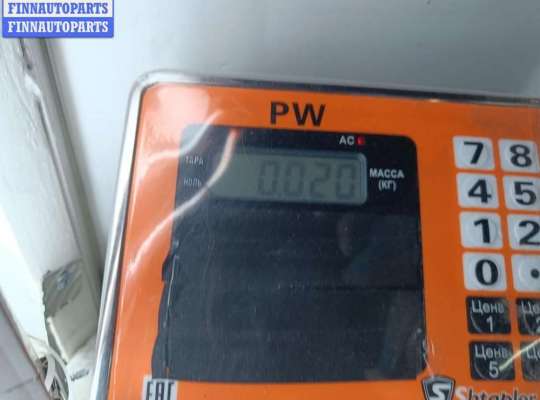 FINNAUTOPARTS
FINNAUTOPARTS
PW
AC
ТАРА
НОЛЬ
0.020
МАССА
(КГ)
7 8
4 5
1 2
0 .
Цена
1
Цена
5
EAC
S Shtabler